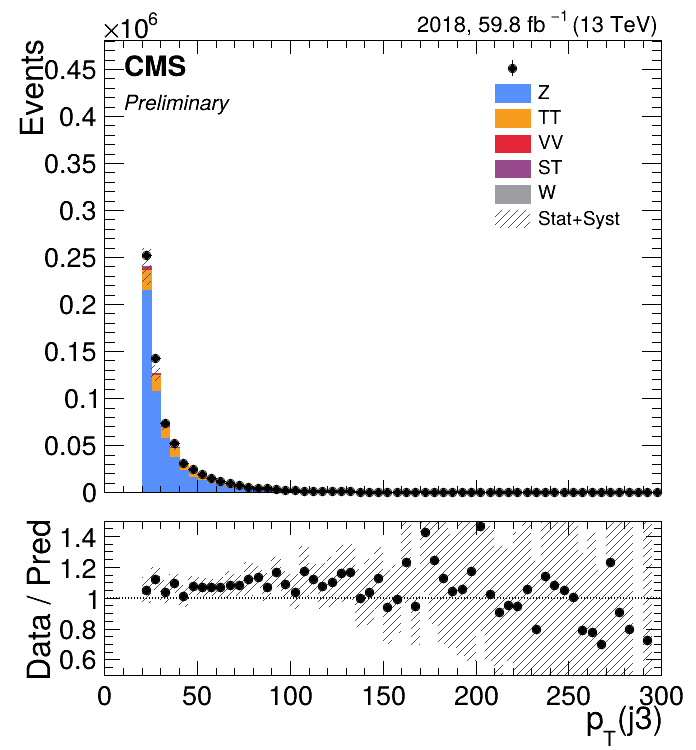 ×10⁶
2018, 59.8 fb⁻¹ (13 TeV)
CMS
Preliminary
Events
0.45
0.4
0.35
0.3
0.25
0.2
0.15
0.1
0.05
0
Z
TT
VV
ST
W
Stat+Syst
Data / Pred
1.4
1.2
1
0.8
0.6
0 50 100 150 200 250 300
p_T(j3)